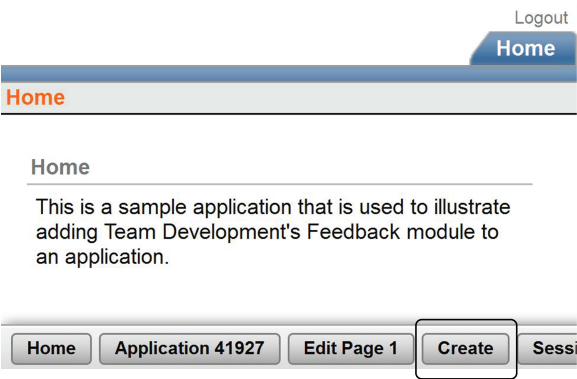 Logout
Home
Home
Home
This is a sample application that is used to illustrate
adding Team Development's Feedback module to
an application.
Home Application 41927 Edit Page 1 Create Sessi